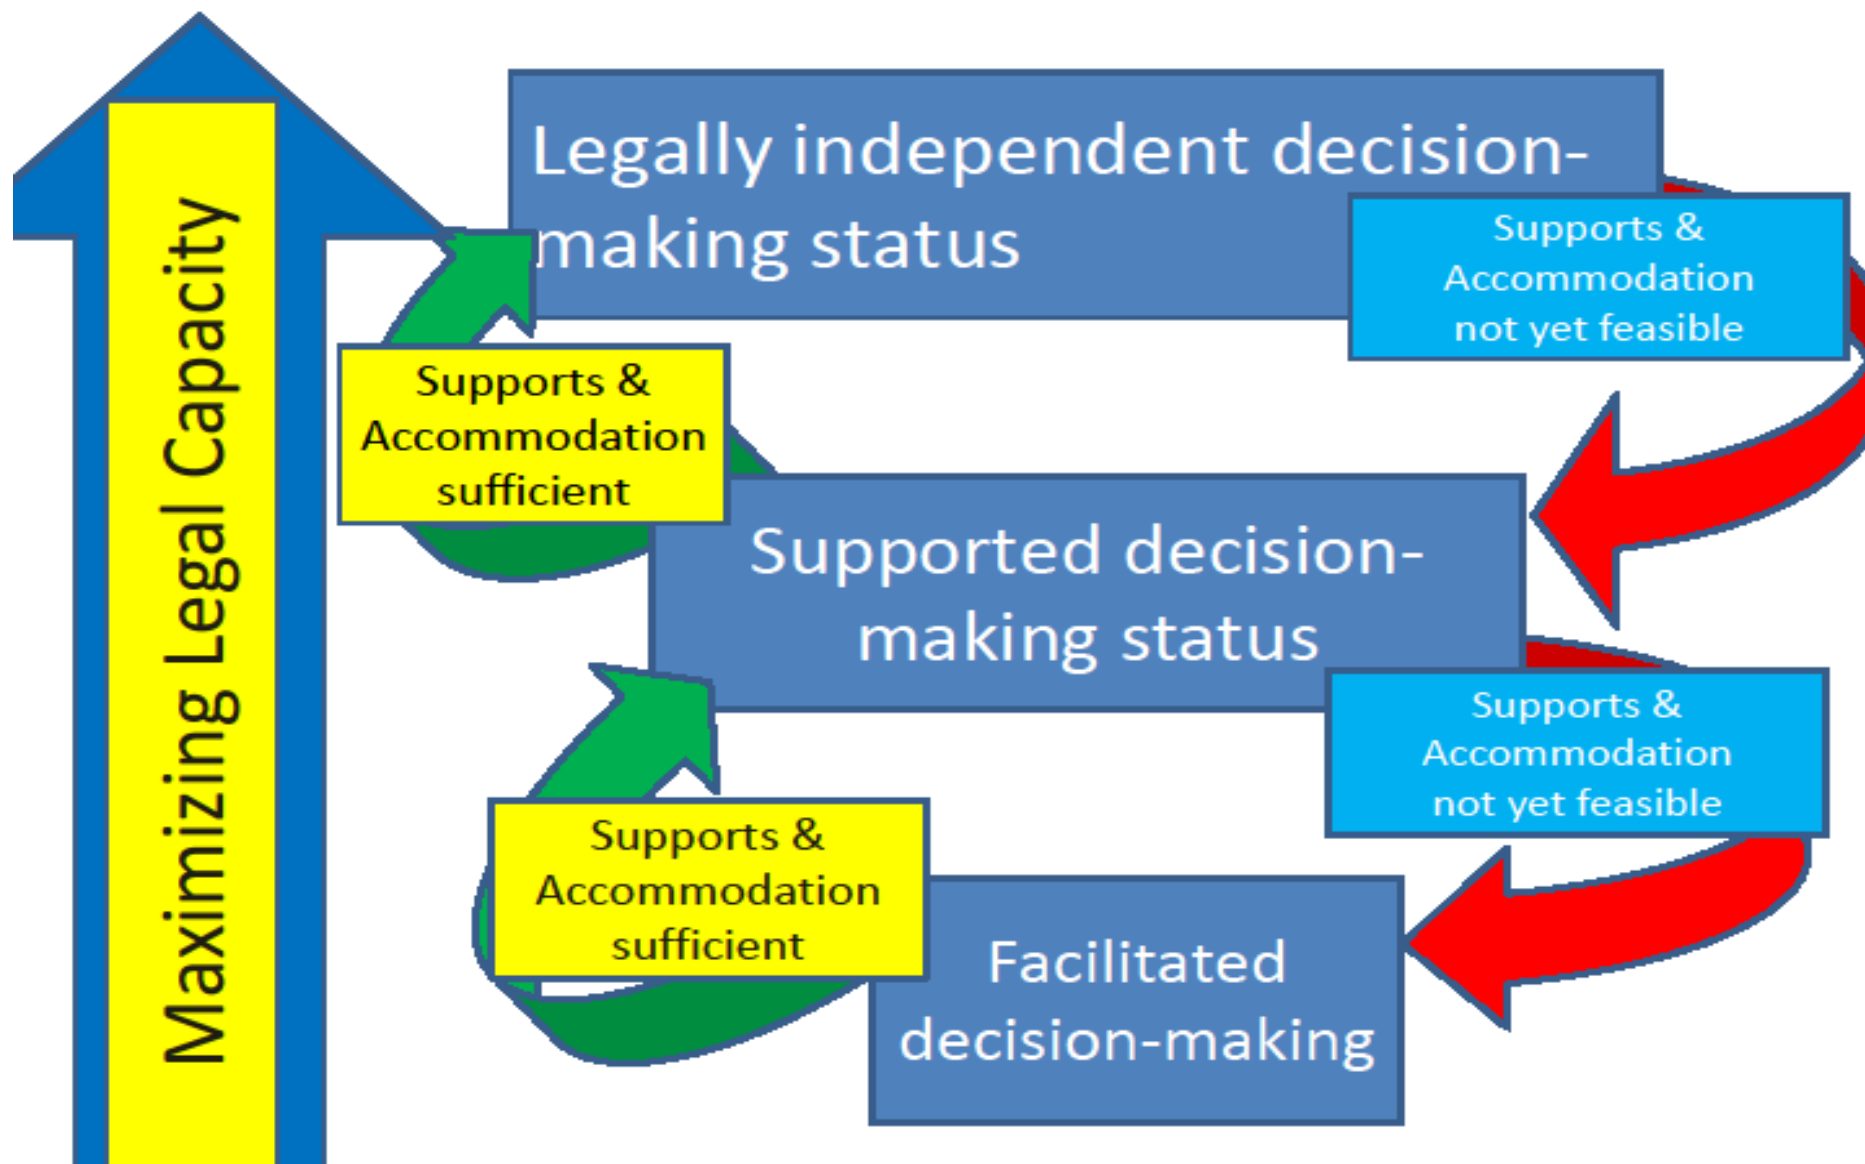 Maximizing Legal Capacity
Legally independent decision-
making status
Supports &
Accommodation
not yet feasible
Supports &
Accommodation
sufficient
Supported decision-
making status
Supports &
Accommodation
not yet feasible
Supports &
Accommodation
sufficient
Facilitated
decision-making